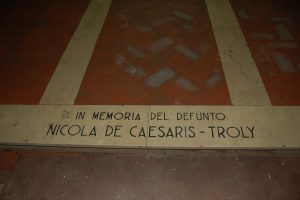 IN MEMORIA DEL DEFUNTO
NICOLA DE CAESARIS - TROLY